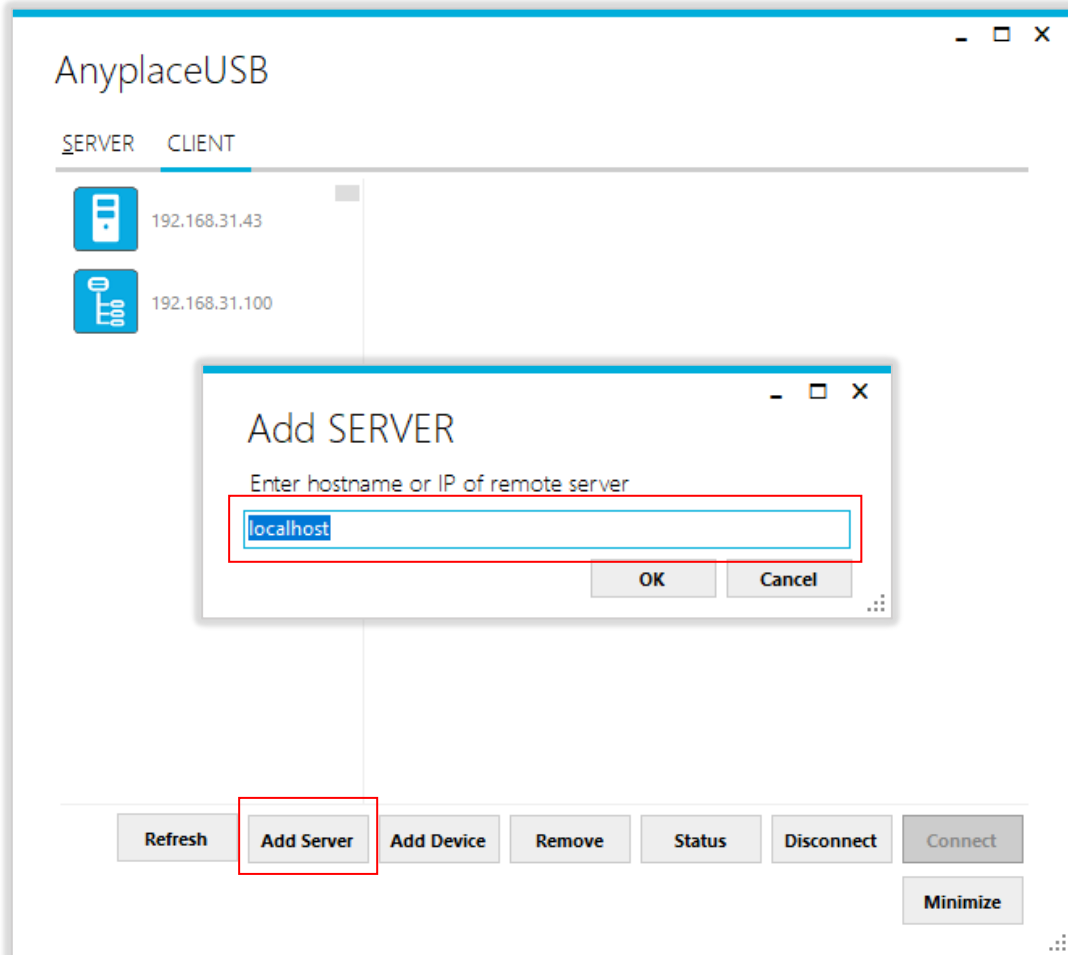 AnyplaceUSB
SERVER CLIENT
192.168.31.43
192.168.31.100
Add SERVER
Enter hostname or IP of remote server
localhost
OK Cancel
Refresh Add Server Add Device Remove Status Disconnect Connect
Minimize